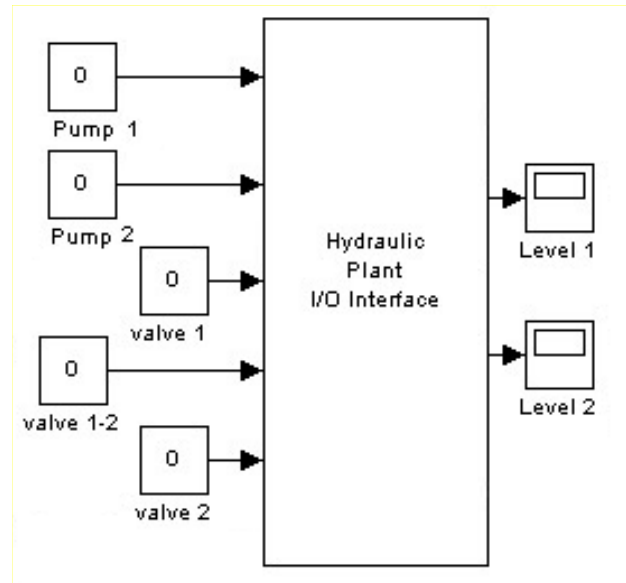 0
Pump 1
0
Pump 2
0
valve 1
0
valve 1-2
0
valve 2
Hydraulic
Plant
I/O Interface
Level 1
Level 2